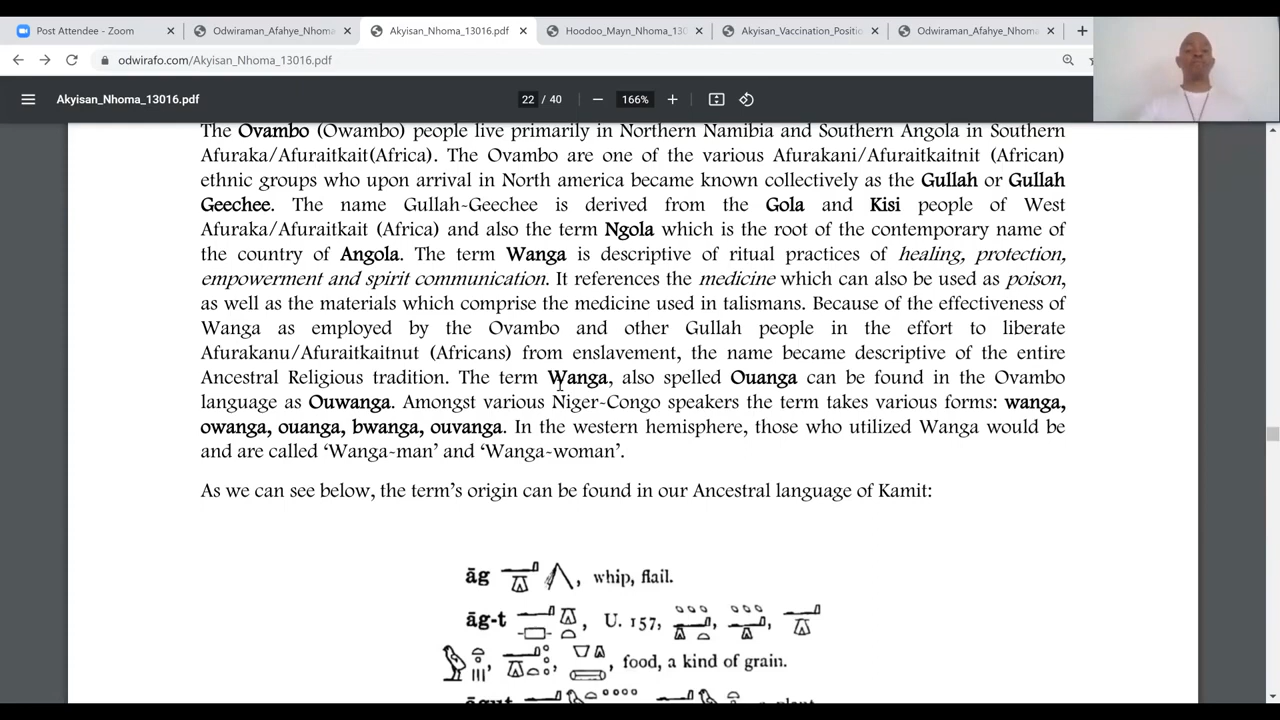 Post Attendee - Zoom
Odwiraman_Afahye_Nhoma
Akyisan_Nhoma_13016.pdf
Hoodoo_Mayn_Nhoma_130
Akyisan_Vaccination_Positio
Odwiraman_Afahye_Nhoma
odwirafo.com/Akyisan_Nhoma_13016.pdf
Akyisan_Nhoma_13016.pdf
22 / 40
166%
The Ovambo (Owambo) people live primarily in Northern Namibia and Southern Angola in Southern
Afuraka/Afuraitkait(Africa). The Ovambo are one of the various Afurakani/Afuraitkaitnit (African)
ethnic groups who upon arrival in North america became known collectively as the Gullah or Gullah
Geechee. The name Gullah-Geechee is derived from the Gola and Kisi people of West
Afuraka/Afuraitkait (Africa) and also the term Ngola which is the root of the contemporary name of
the country of Angola. The term Wanga is descriptive of ritual practices of healing, protection,
empowerment and spirit communication. It references the medicine which can also be used as poison,
as well as the materials which comprise the medicine used in talismans. Because of the effectiveness of
Wanga as employed by the Ovambo and other Gullah people in the effort to liberate
Afurakanu/Afuraitkaitnut (Africans) from enslavement, the name became descriptive of the entire
Ancestral Religious tradition. The term Wanga, also spelled Ouanga can be found in the Ovambo
language as Ouwanga. Amongst various Niger-Congo speakers the term takes various forms: wanga,
owanga, ouanga, bwanga, ouvanga. In the western hemisphere, those who utilized Wanga would be
and are called ‘Wanga-man’ and ‘Wanga-woman’.
As we can see below, the term’s origin can be found in our Ancestral language of Kamit:
āg , whip, flail.
āg-t , U. 157,
food, a kind of grain.